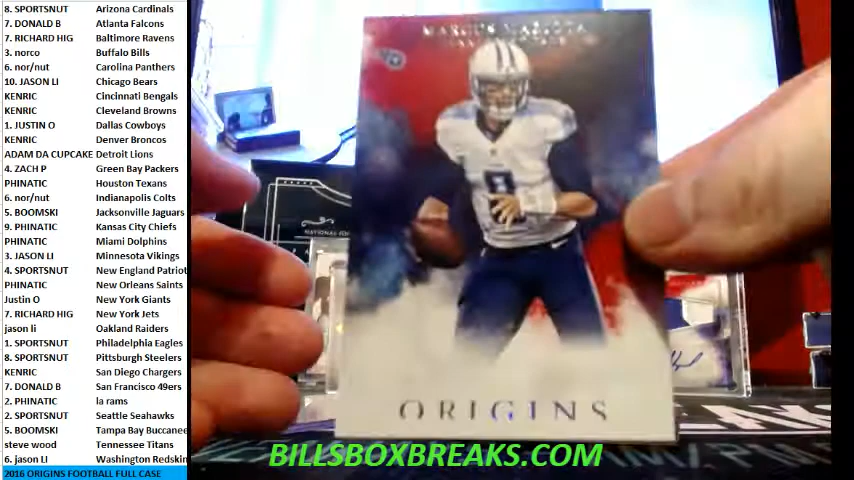 8. SPORTSNUT Arizona Cardinals
7. DONALD B Atlanta Falcons
7. RICHARD HIG Baltimore Ravens
3. norco Buffalo Bills
6. nor/nut Carolina Panthers
10. JASON LI Chicago Bears
KENRIC Cincinnati Bengals
KENRIC Cleveland Browns
1. JUSTIN O Dallas Cowboys
KENRIC Denver Broncos
ADAM DA CUPCAKE Detroit Lions
4. ZACH P Green Bay Packers
PHINATIC Houston Texans
6. nor/nut Indianapolis Colts
5. BOOMSKI Jacksonville Jaguars
9. PHINATIC Kansas City Chiefs
PHINATIC Miami Dolphins
3. JASON LI Minnesota Vikings
4. SPORTSNUT New England Patriot
PHINATIC New Orleans Saints
Justin O New York Giants
7. RICHARD HIG New York Jets
jason li Oakland Raiders
1. SPORTSNUT Philadelphia Eagles
8. SPORTSNUT Pittsburgh Steelers
KENRIC San Diego Chargers
7. DONALD B San Francisco 49ers
2. PHINATIC la rams
2. SPORTSNUT Seattle Seahawks
5. BOOMSKI Tampa Bay Buccanee
steve wood Tennessee Titans
6. jason LI Washington Redskin
2016 ORIGINS FOOTBALL FULL CASE
MARCUS MARIOTA
8
ORIGINS
BILLSBOXBREAKS.COM